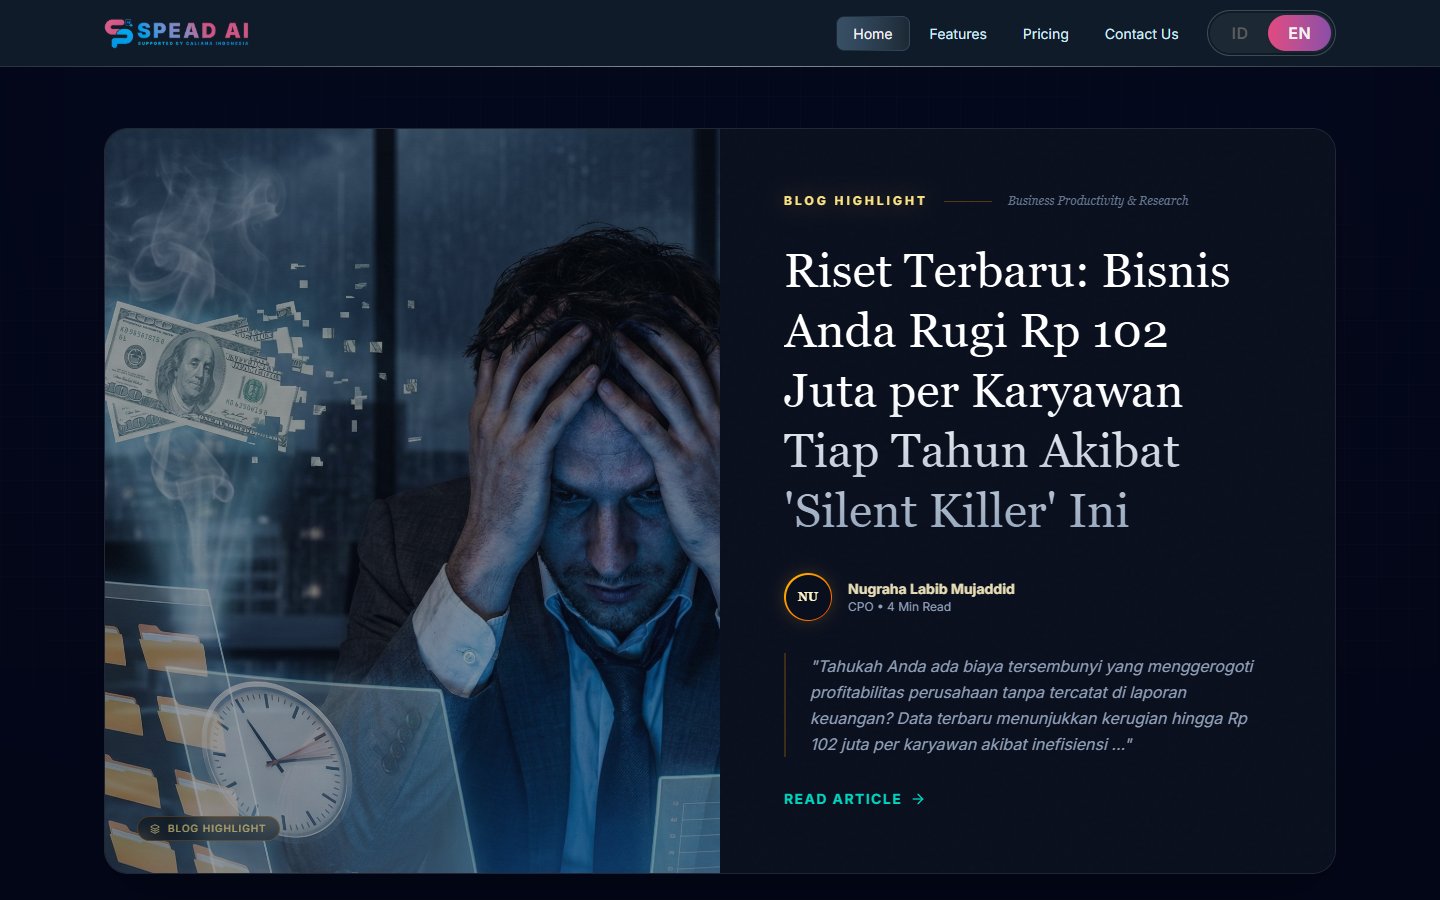 SPEAD AI
SUPPORTED BY CALIANA INDONESIA
Home
Features
Pricing
Contact Us
ID
EN
BLOG HIGHLIGHT
Business Productivity & Research
Riset Terbaru: Bisnis
Anda Rugi Rp 102
Juta per Karyawan
Tiap Tahun Akibat
'Silent Killer' Ini
NU
Nugraha Labib Mujaddid
CPO • 4 Min Read
"Tahukah Anda ada biaya tersembunyi yang menggerogoti
profitabilitas perusahaan tanpa tercatat di laporan
keuangan? Data terbaru menunjukkan kerugian hingga Rp
102 juta per karyawan akibat inefisiensi ..."
READ ARTICLE
BLOG HIGHLIGHT